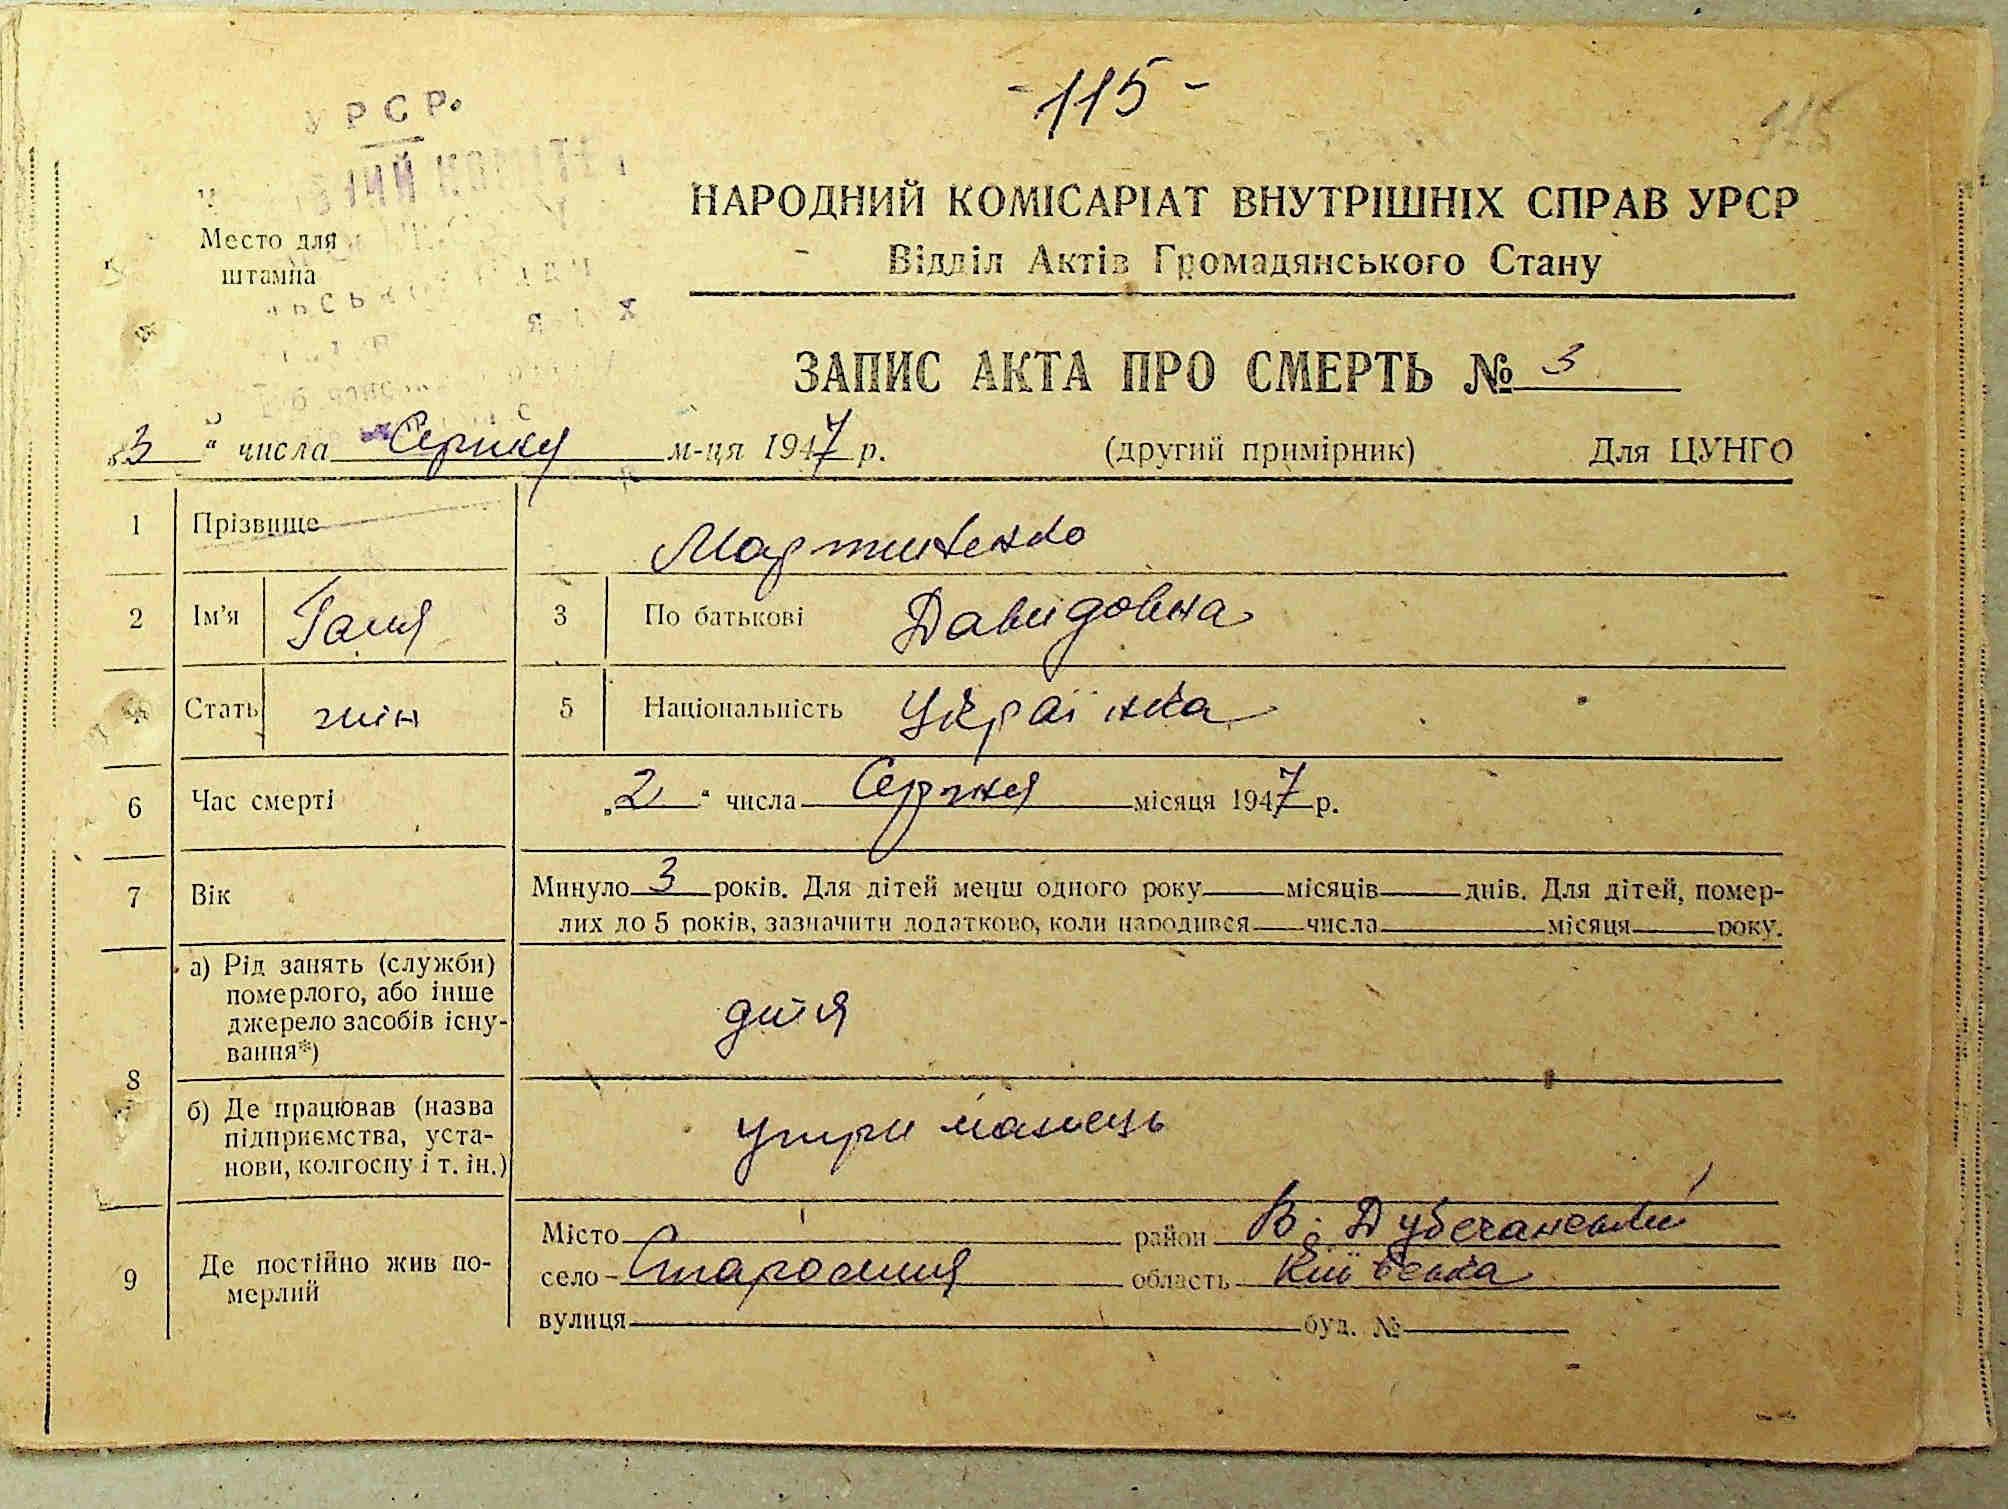 - 115 -
115
УРСР.
НАРОДНИЙ КОМІСАРІАТ ВНУТРІШНІХ СПРАВ УРСР
Место для
штампа
Відділ Актів Громадянського Стану
ЗАПИС АКТА ПРО СМЕРТЬ № 3
„3" числа Серпня м-ця 1947 р. (другий примірник) Для ЦУНГО
1 Прізвище Мартиненко
2 Ім'я Галя 3 По батькові Давидовна
4 Стать жін 5 Національність Українка
6 Час смерті „2" числа Серпня місяця 1947 р.
7 Вік Минуло 3 років. Для дітей менш одного року місяців днів. Для дітей, помер-
лих до 5 років, зазначити додатково, коли народився числа місяця року.
8 а) Рід занять (служби)
померлого, або інше
джерело засобів існу-
вання*)
дитя
б) Де працював (назва
підприємства, уста-
нови, колгоспу і т. ін.)
утриманець
9 Де постійно жив по-
мерлий
Місто район В. Дубечанський
село - Старосілля область Київська
вулиця буд. №